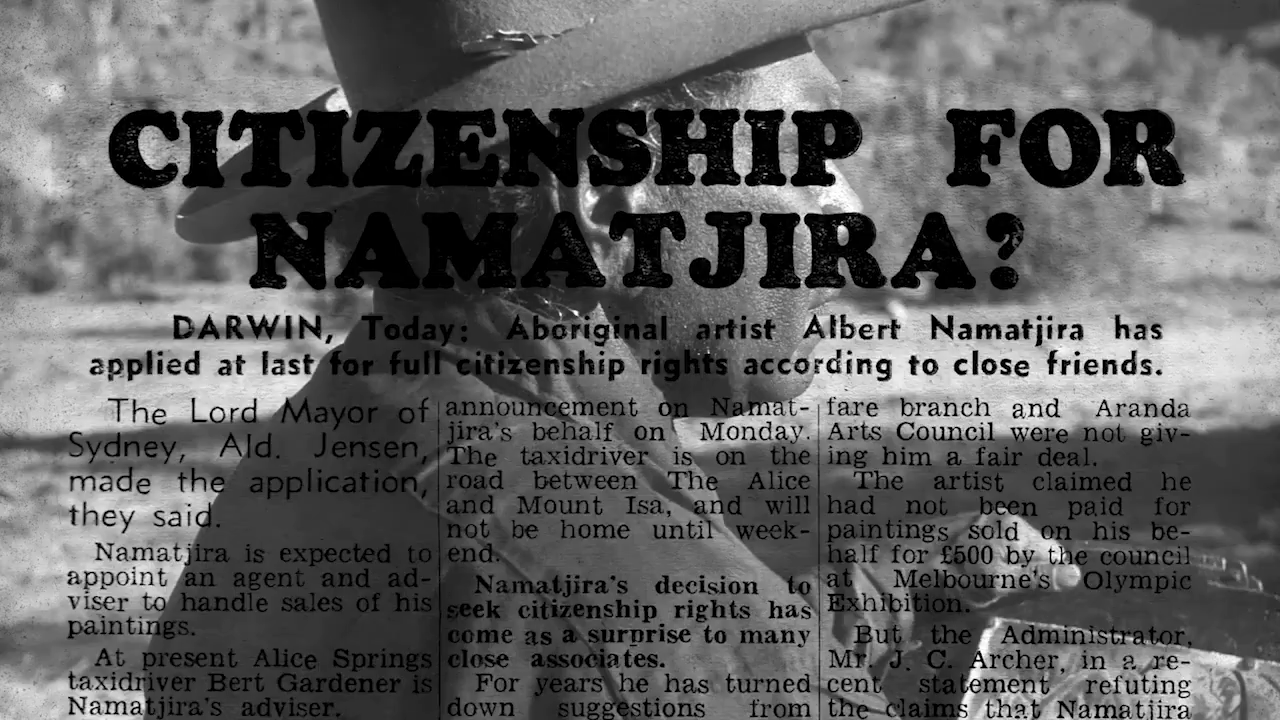 CITIZENSHIP FOR
NAMATJIRA?
DARWIN, Today: Aboriginal artist Albert Namatjira has
applied at last for full citizenship rights according to close friends.
The Lord Mayor of
Sydney, Ald. Jensen,
made the application,
they said.
Namatjira is expected to
appoint an agent and ad-
viser to handle sales of his
paintings.
At present Alice Springs
taxidriver Bert Gardener is
Namatjira's adviser.
announcement on Namat-
jira's behalf on Monday.
The taxidriver is on the
road between The Alice
and Mount Isa, and will
not be home until week-
end.
Namatjira's decision to
seek citizenship rights has
come as a surprise to many
close associates.
For years he has turned
down suggestions from
fare branch and Aranda
Arts Council were not giv-
ing him a fair deal.
The artist claimed he
had not been paid for
paintings sold on his be-
half for £500 by the council
at Melbourne's Olympic
Exhibition.
But the Administrator,
Mr. J. C. Archer, in a re-
cent statement refuting
the claims that Namatjira